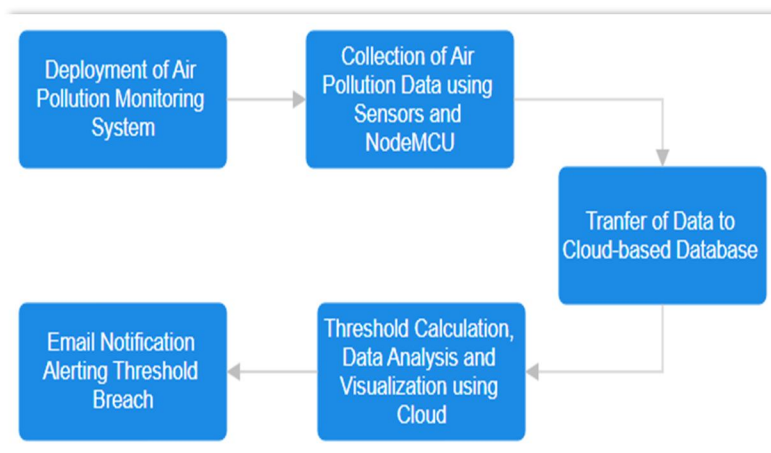 Deployment of Air
Pollution Monitoring
System
Collection of Air
Pollution Data using
Sensors and
NodeMCU
Tranfer of Data to
Cloud-based Database
Threshold Calculation,
Data Analysis and
Visualization using
Cloud
Email Notification
Alerting Threshold
Breach